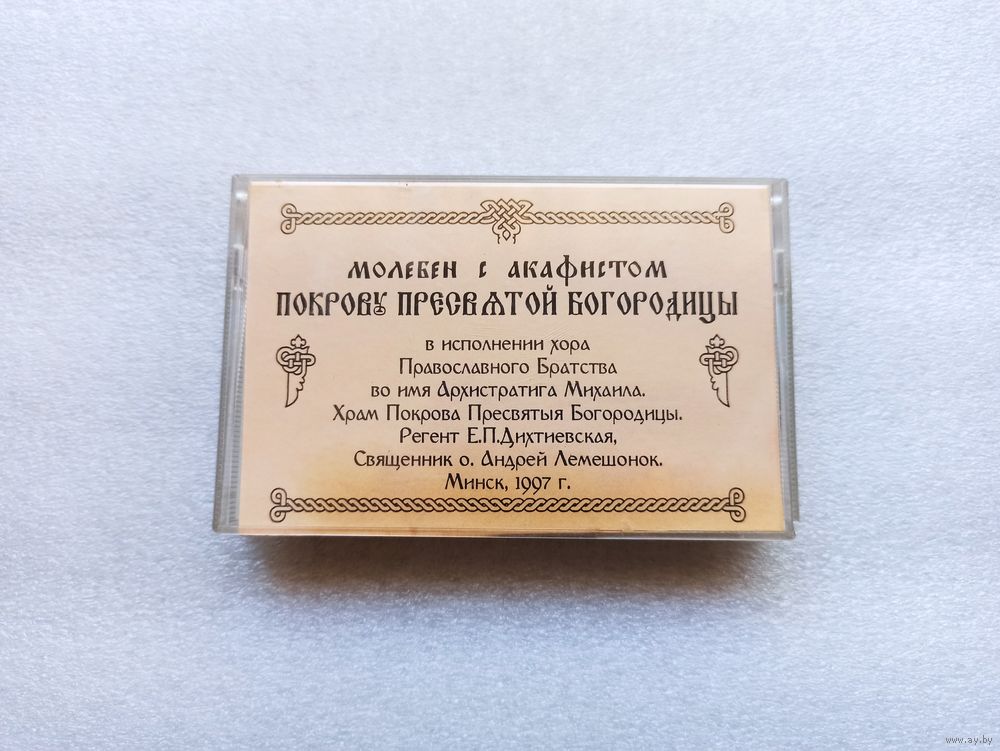 МОЛЕБЕН С АКАФИСТОМ
ПОКРОВУ ПРЕСВѦТОЙ БОГОРОДИЦЫ
в исполнении хора
Православного Братства
во имя Архистратига Михаила.
Храм Покрова Пресвятыя Богородицы.
Регент Е.П.Дихтиевская,
Священник о. Андрей Лемешонок.
Минск, 1997 г.
www.ay.by